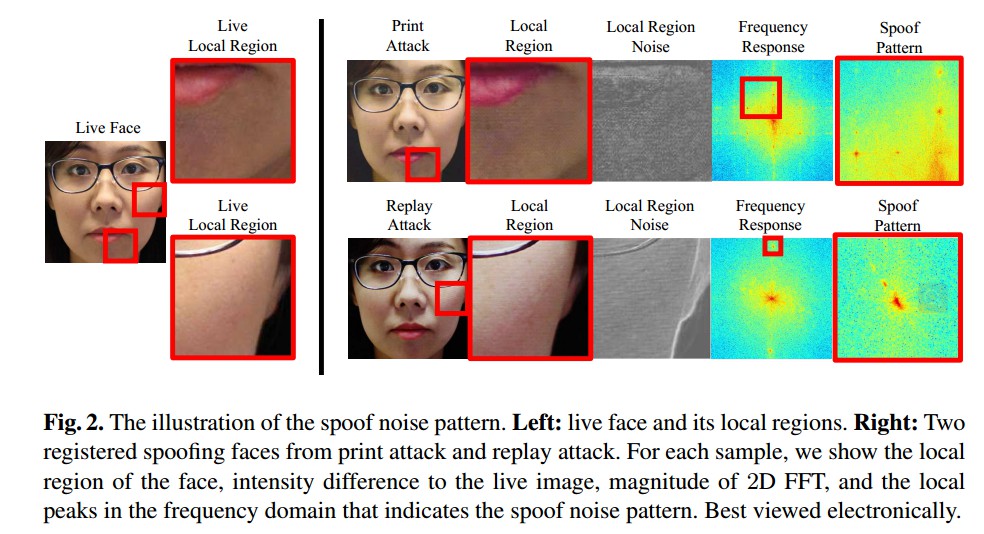 Live
Local Region
Print
Attack
Local
Region
Local Region
Noise
Frequency
Response
Spoof
Pattern
Live Face
Live
Local Region
Replay
Attack
Local
Region
Local Region
Noise
Frequency
Response
Spoof
Pattern
Fig. 2. The illustration of the spoof noise pattern. Left: live face and its local regions. Right: Two
registered spoofing faces from print attack and replay attack. For each sample, we show the local
region of the face, intensity difference to the live image, magnitude of 2D FFT, and the local
peaks in the frequency domain that indicates the spoof noise pattern. Best viewed electronically.